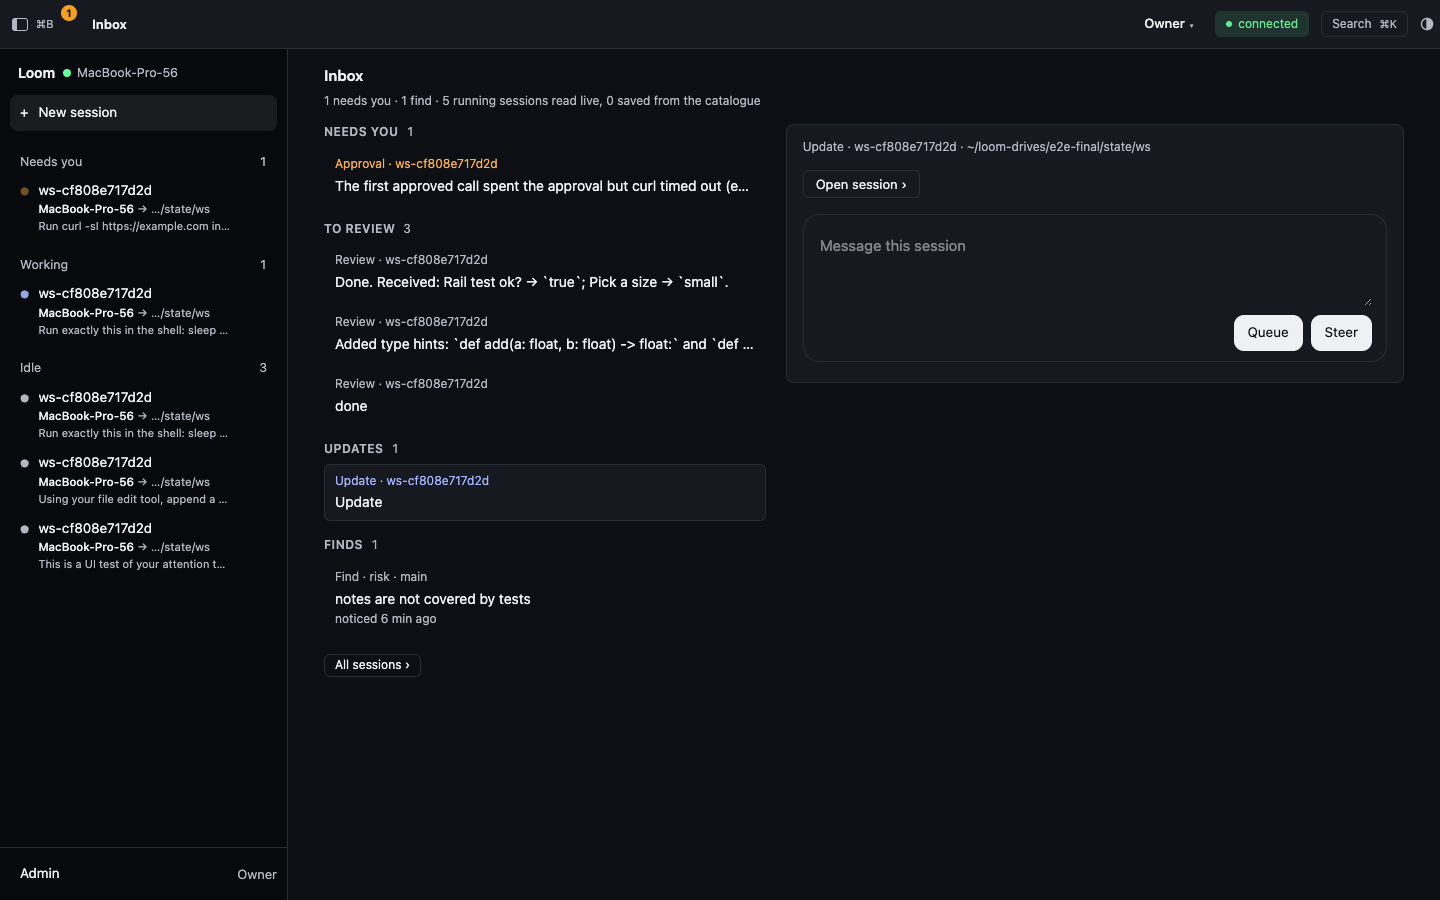 ⌘B
1
Inbox
Owner
connected
Search ⌘K
Loom MacBook-Pro-56
+ New session
Needs you 1
ws-cf808e717d2d
MacBook-Pro-56 → .../state/ws
Run curl -sI https://example.com in...
Working 1
ws-cf808e717d2d
MacBook-Pro-56 → .../state/ws
Run exactly this in the shell: sleep ...
Idle 3
ws-cf808e717d2d
MacBook-Pro-56 → .../state/ws
Run exactly this in the shell: sleep ...
ws-cf808e717d2d
MacBook-Pro-56 → .../state/ws
Using your file edit tool, append a ...
ws-cf808e717d2d
MacBook-Pro-56 → .../state/ws
This is a UI test of your attention t...
Admin Owner
Inbox
1 needs you · 1 find · 5 running sessions read live, 0 saved from the catalogue
NEEDS YOU 1
Approval · ws-cf808e717d2d
The first approved call spent the approval but curl timed out (e...
TO REVIEW 3
Review · ws-cf808e717d2d
Done. Received: Rail test ok? → `true`; Pick a size → `small`.
Review · ws-cf808e717d2d
Added type hints: `def add(a: float, b: float) -> float:` and `def ...
Review · ws-cf808e717d2d
done
UPDATES 1
Update · ws-cf808e717d2d
Update
FINDS 1
Find · risk · main
notes are not covered by tests
noticed 6 min ago
All sessions ›
Update · ws-cf808e717d2d · ~/loom-drives/e2e-final/state/ws
Open session ›
Message this session
Queue
Steer